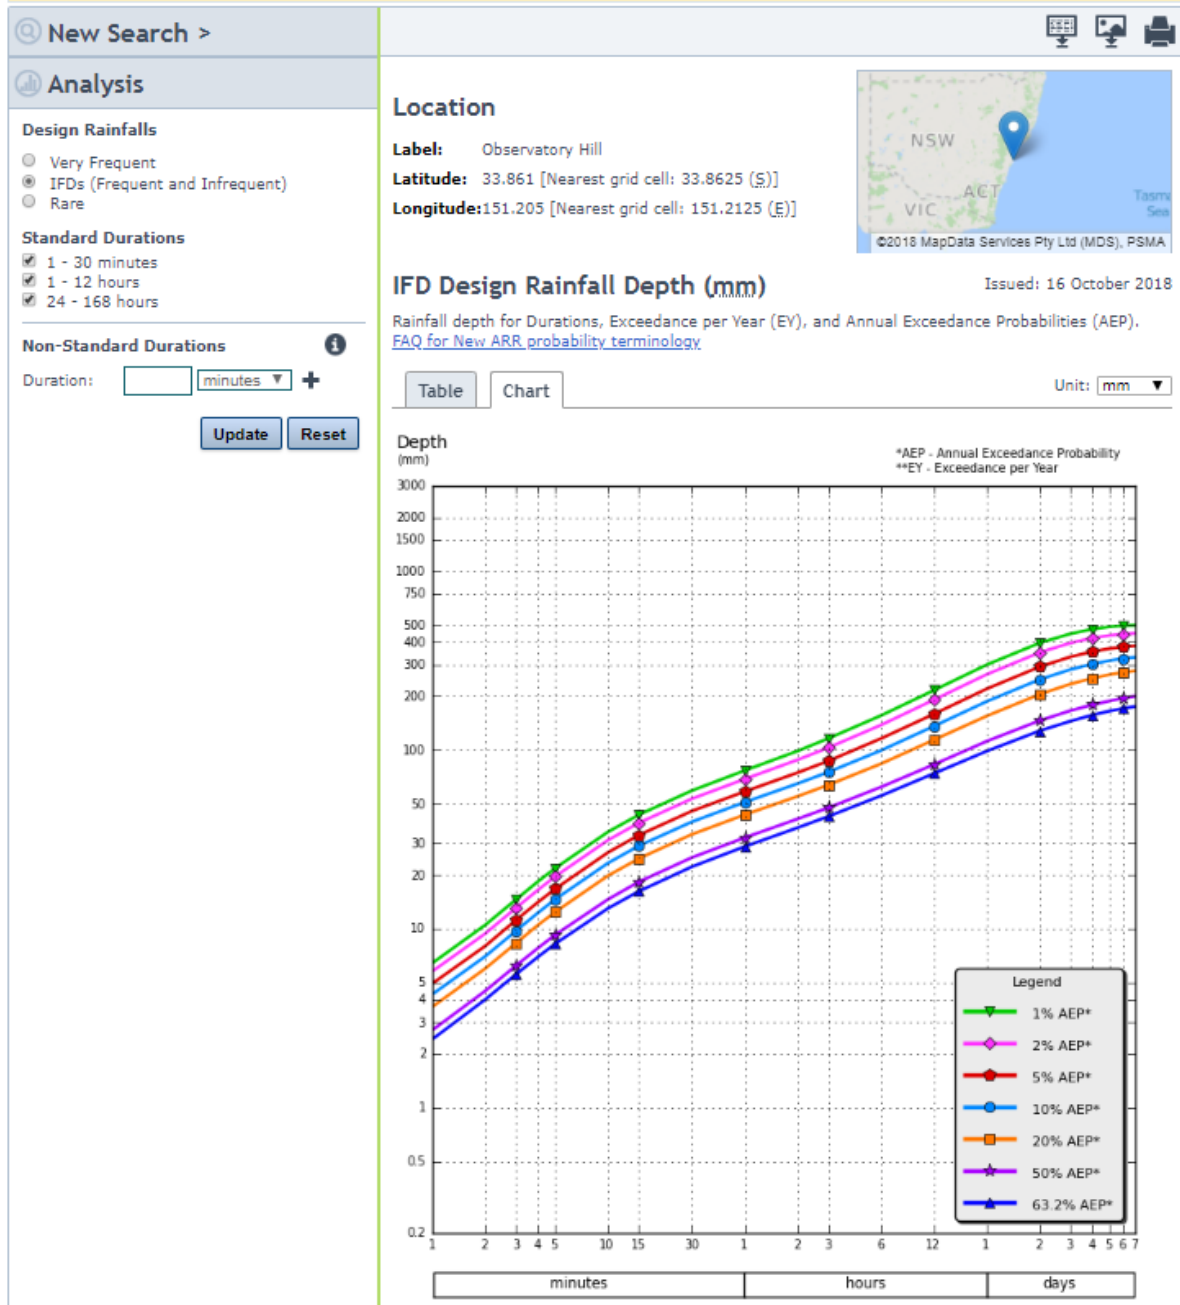 New Search >
Analysis
Design Rainfalls
Very Frequent
IFDs (Frequent and Infrequent)
Rare
Standard Durations
1 - 30 minutes
1 - 12 hours
24 - 168 hours
Non-Standard Durations
Duration: minutes
Update Reset
Location
Label: Observatory Hill
Latitude: 33.861 [Nearest grid cell: 33.8625 (S)]
Longitude:151.205 [Nearest grid cell: 151.2125 (E)]
NSW
ACT
VIC
Tasma
Sea
©2018 MapData Services Pty Ltd (MDS), PSMA
IFD Design Rainfall Depth (mm)
Issued: 16 October 2018
Rainfall depth for Durations, Exceedance per Year (EY), and Annual Exceedance Probabilities (AEP).
FAQ for New ARR probability terminology
Table Chart
Unit: mm
Depth
(mm)
*AEP - Annual Exceedance Probability
**EY - Exceedance per Year
3000
2000
1500
1000
750
500
400
300
200
100
50
30
20
10
5
4
3
2
1
0.5
0.2
Legend
1% AEP*
2% AEP*
5% AEP*
10% AEP*
20% AEP*
50% AEP*
63.2% AEP*
1 2 3 4 5 10 15 30 1 2 3 6 12 1 2 3 4 5 6 7
minutes hours days